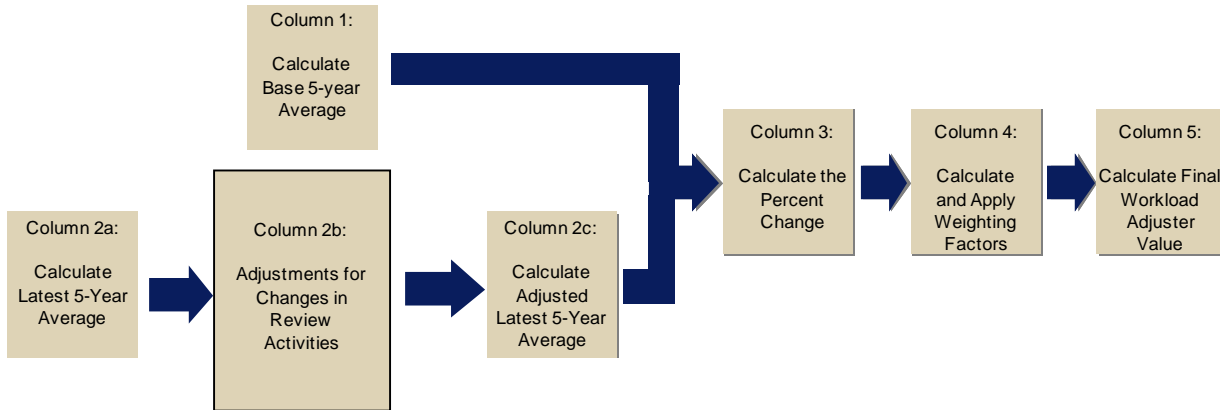 Column 1:
Calculate
Base 5-year
Average
Column 2a:
Calculate
Latest 5-Year
Average
Column 2b:
Adjustments for
Changes in
Review
Activities
Column 2c:
Calculate
Adjusted
Latest 5-Year
Average
Column 3:
Calculate the
Percent
Change
Column 4:
Calculate
and Apply
Weighting
Factors
Column 5:
Calculate Final
Workload
Adjuster
Value